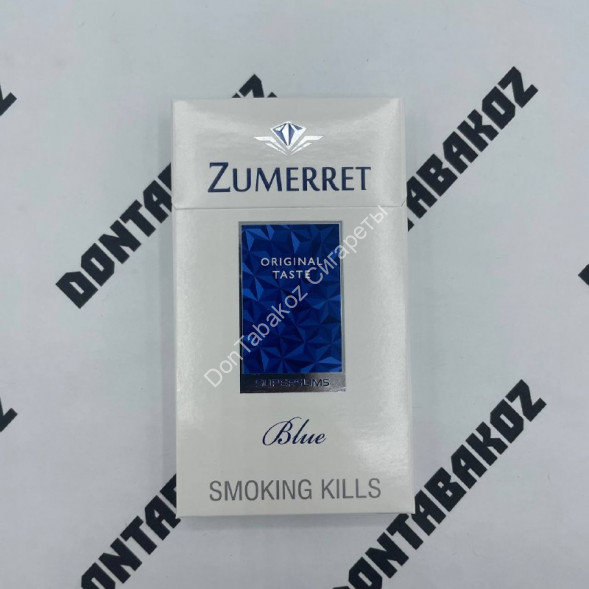 DONTABAKOZ
DONTABAKOZ
ZUMERRET
ORIGINAL
TASTE
DonTabakoz Сигареты
SUPERSLIMS
Blue
SMOKING KILLS
DONTABAKOZ
DONTABAKOZ